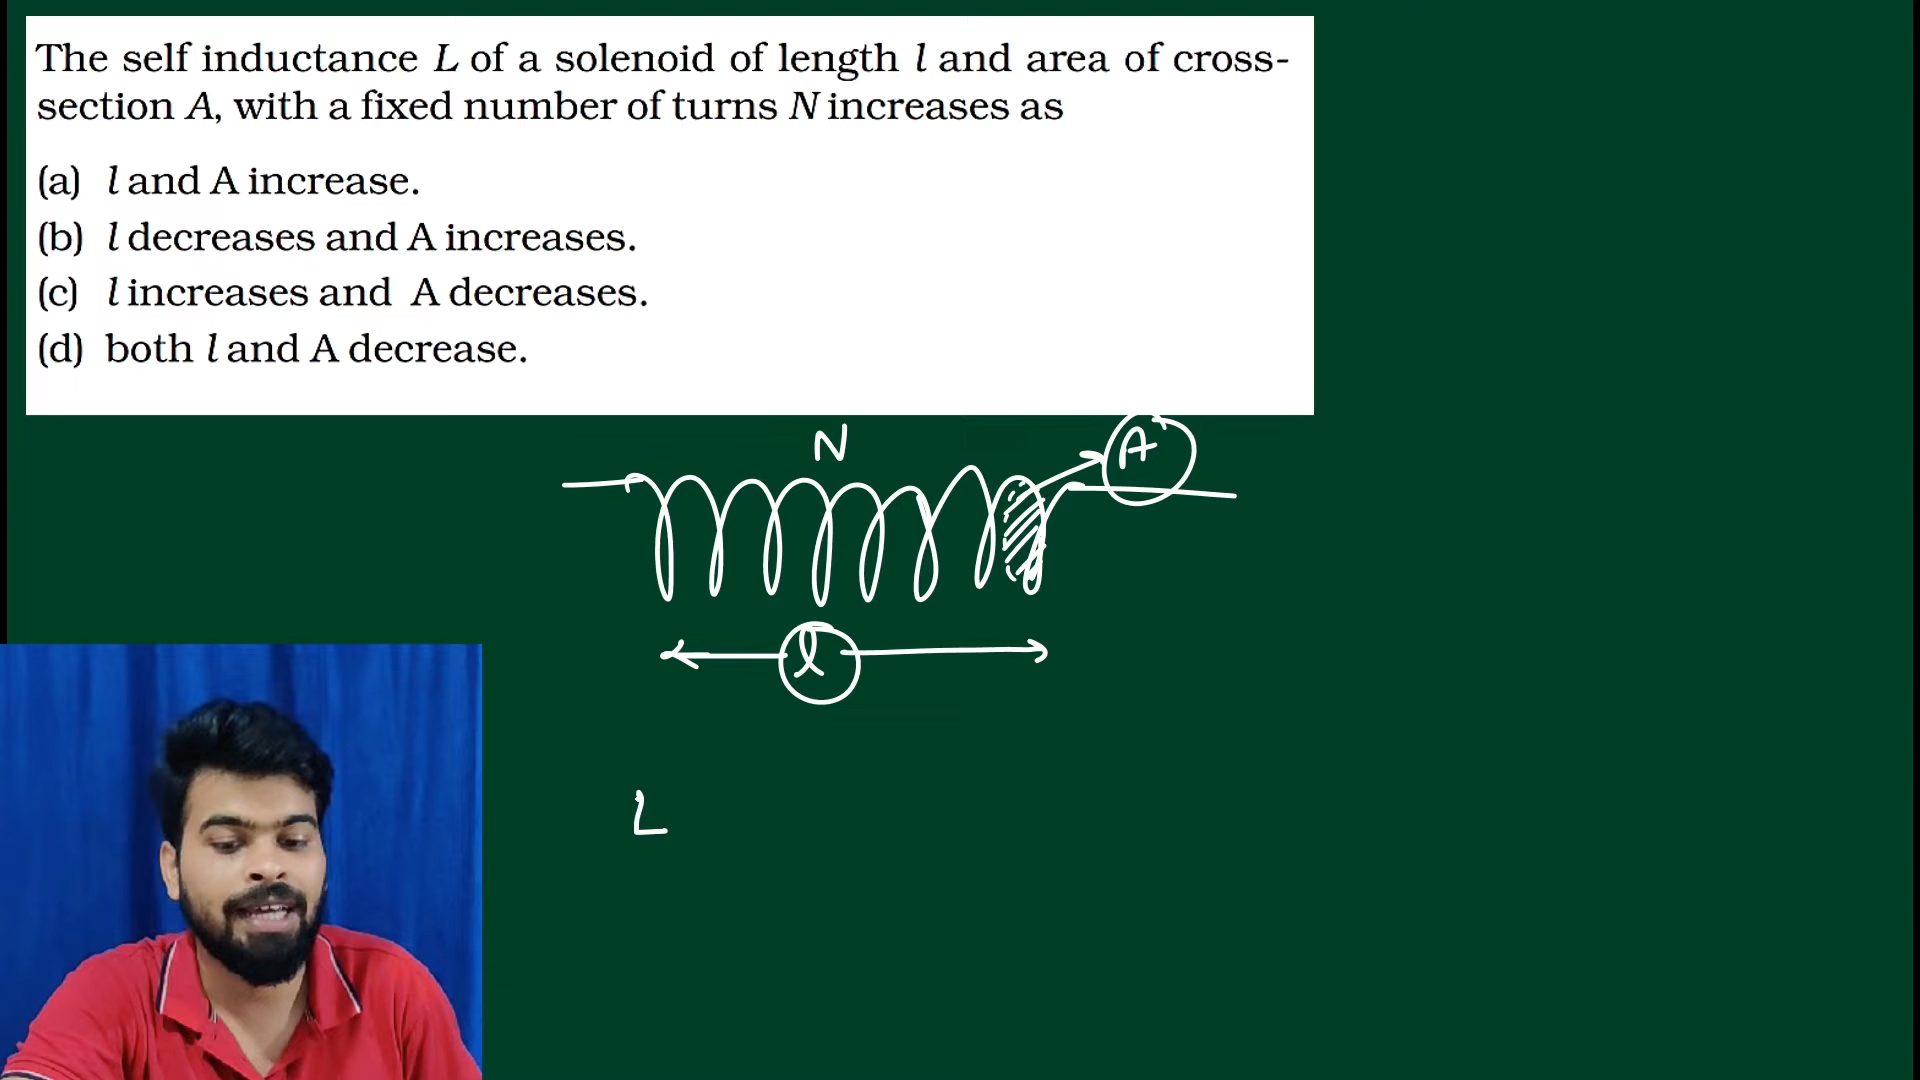 The self inductance L of a solenoid of length l and area of cross-
section A, with a fixed number of turns N increases as
(a) l and A increase.
(b) l decreases and A increases.
(c) l increases and A decreases.
(d) both l and A decrease.
N
A
l
L